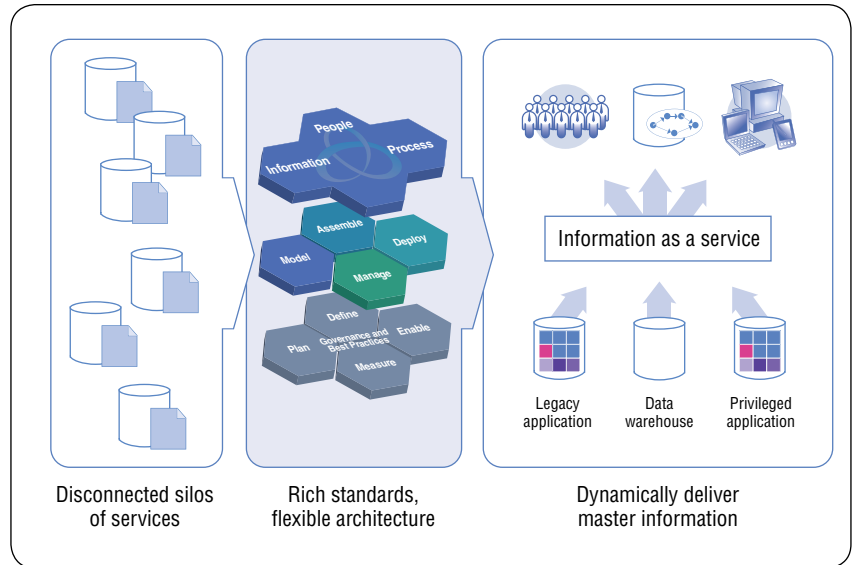 People
Process
Information
Assemble
Deploy
Model
Manage
Define
Enable
Governance and
Best Practices
Plan
Measure
Information as a service
Legacy
application
Data
warehouse
Privileged
application
Disconnected silos
of services
Rich standards,
flexible architecture
Dynamically deliver
master information